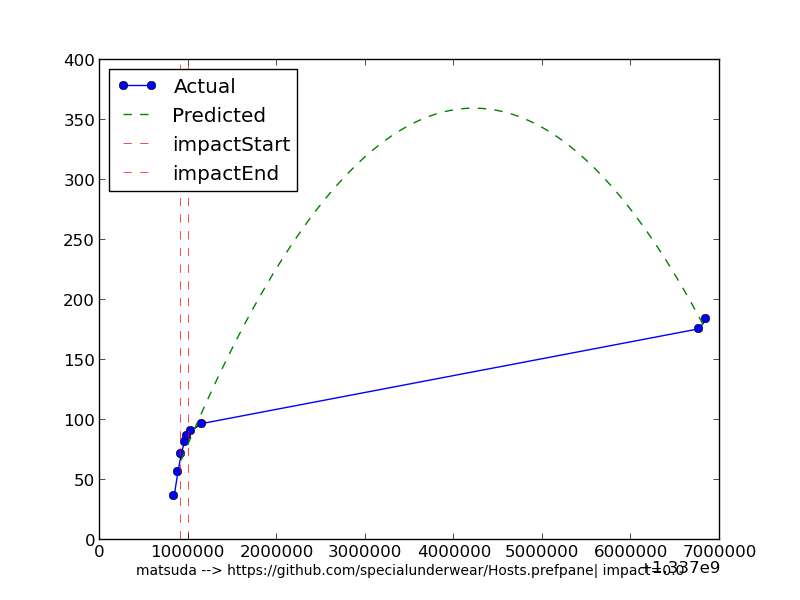 400
350
300
250
200
150
100
50
0
Actual
Predicted
impactStart
impactEnd
0 1000000 2000000 3000000 4000000 5000000 6000000 7000000
+1.337e9
matsuda --> https://github.com/specialunderwear/Hosts.prefpane| impact=0.0